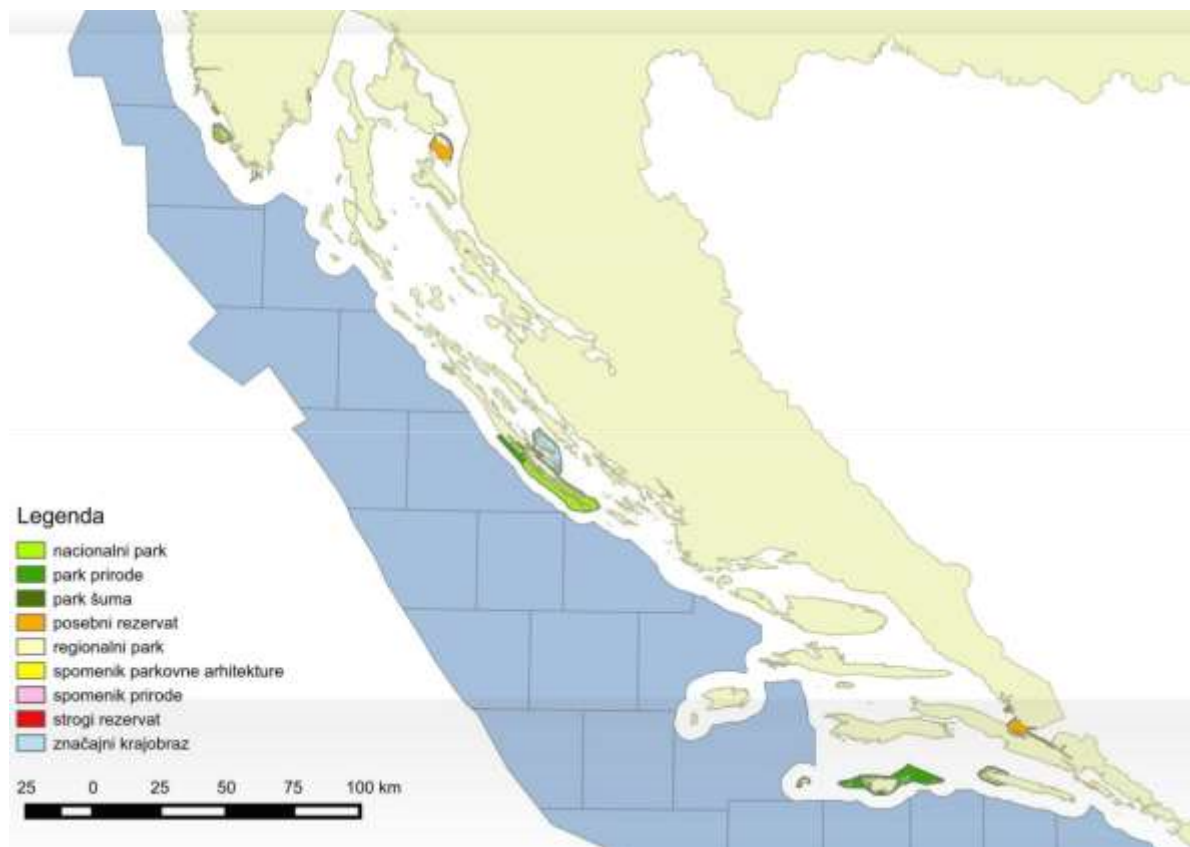 Legenda
nacionalni park
park prirode
park šuma
posebni rezervat
regionalni park
spomenik parkovne arhitekture
spomenik prirode
strogi rezervat
značajni krajobraz
25 0 25 50 75 100 km